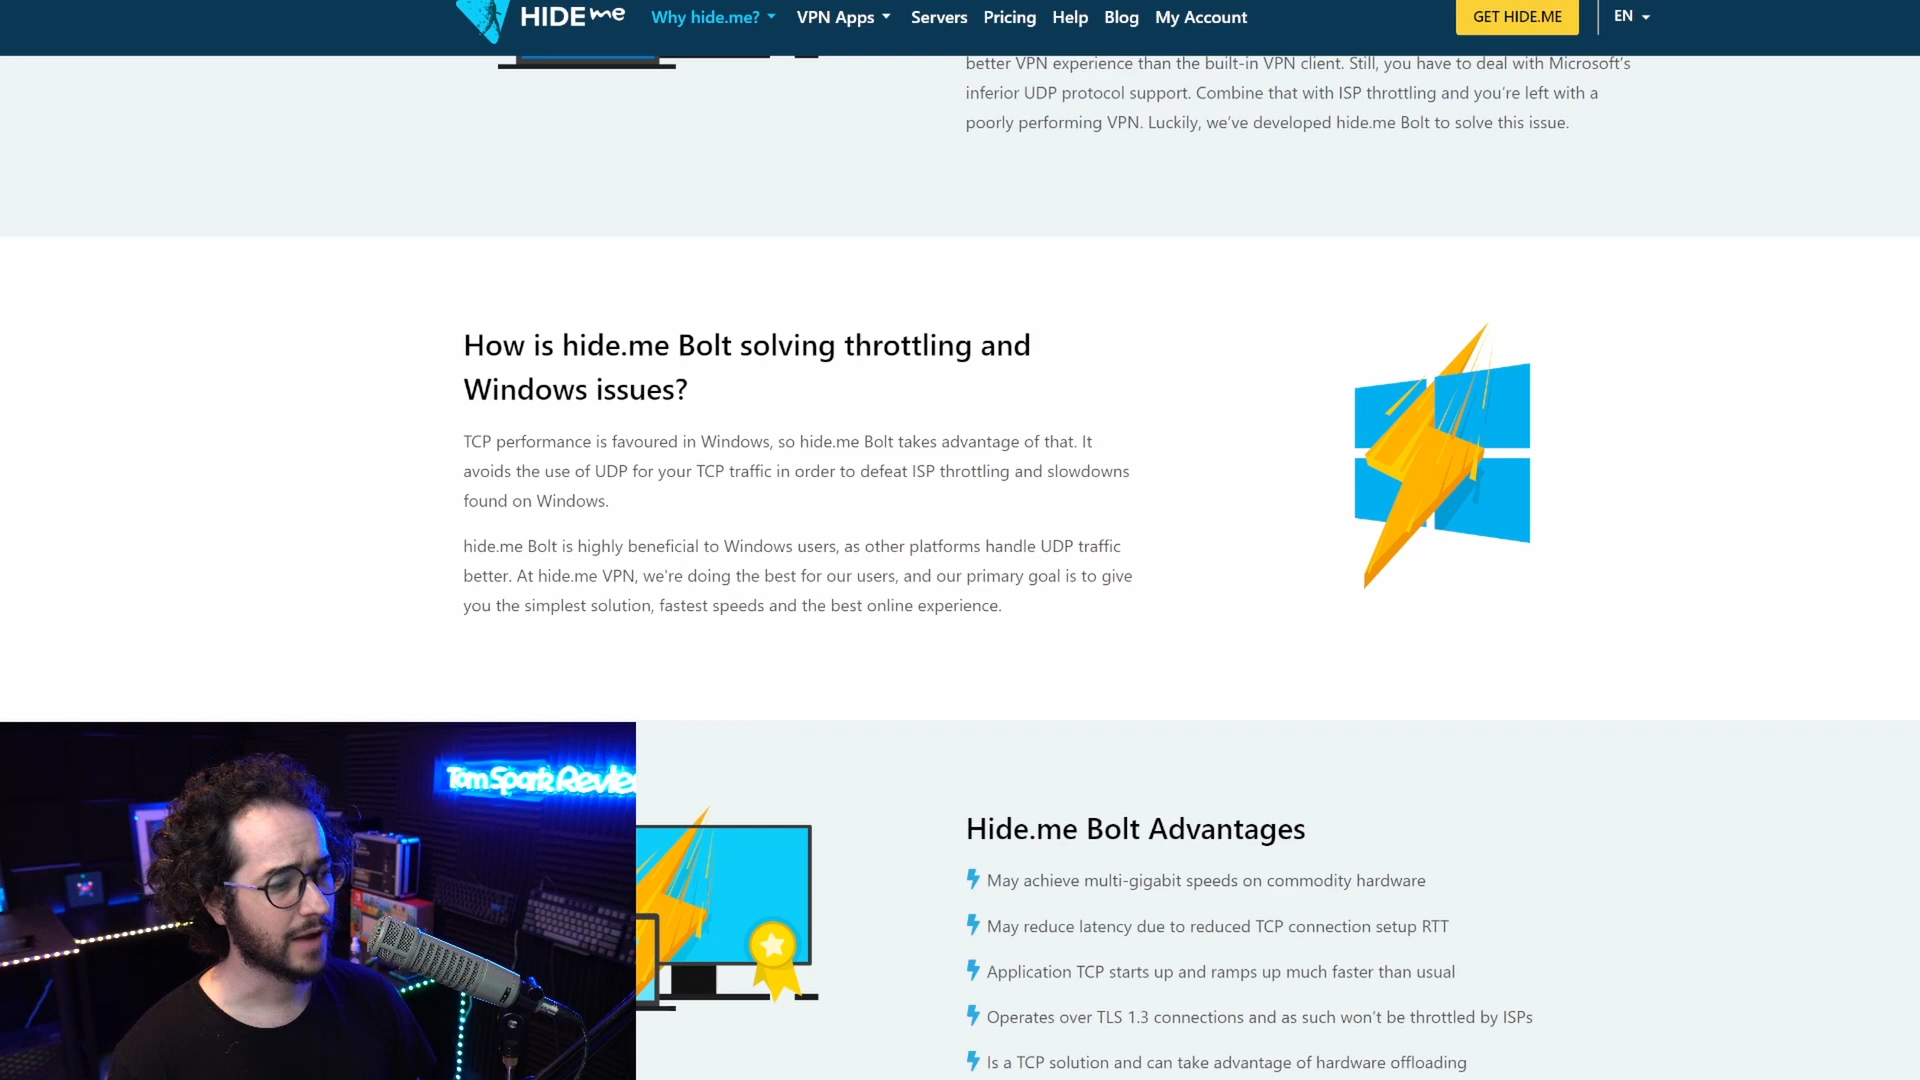 HIDE me Why hide.me? VPN Apps Servers Pricing Help Blog My Account GET HIDE.ME EN
better VPN experience than the built-in VPN client. Still, you have to deal with Microsoft's
inferior UDP protocol support. Combine that with ISP throttling and you're left with a
poorly performing VPN. Luckily, we've developed hide.me Bolt to solve this issue.
How is hide.me Bolt solving throttling and
Windows issues?
TCP performance is favoured in Windows, so hide.me Bolt takes advantage of that. It
avoids the use of UDP for your TCP traffic in order to defeat ISP throttling and slowdowns
found on Windows.
hide.me Bolt is highly beneficial to Windows users, as other platforms handle UDP traffic
better. At hide.me VPN, we're doing the best for our users, and our primary goal is to give
you the simplest solution, fastest speeds and the best online experience.
Tom Spark Review
Hide.me Bolt Advantages
May achieve multi-gigabit speeds on commodity hardware
May reduce latency due to reduced TCP connection setup RTT
Application TCP starts up and ramps up much faster than usual
Operates over TLS 1.3 connections and as such won't be throttled by ISPs
Is a TCP solution and can take advantage of hardware offloading